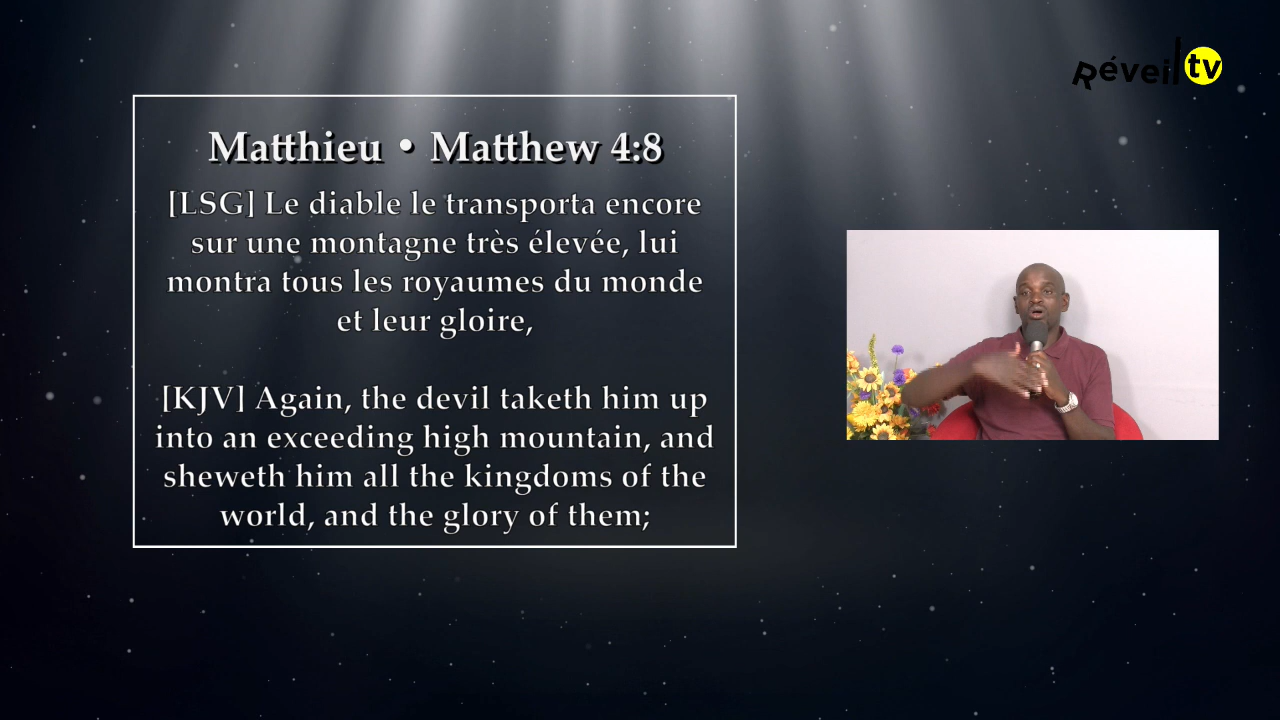 Réveil tv
Matthieu • Matthew 4:8
[LSG] Le diable le transporta encore
sur une montagne très élevée, lui
montra tous les royaumes du monde
et leur gloire,
[KJV] Again, the devil taketh him up
into an exceeding high mountain, and
sheweth him all the kingdoms of the
world, and the glory of them;